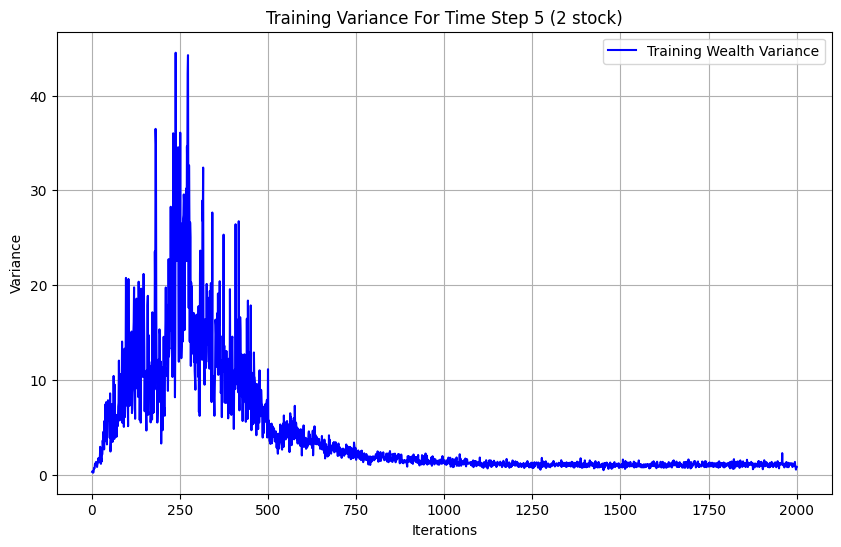 Training Variance For Time Step 5 (2 stock)
Training Wealth Variance
40
30
20
10
0
Variance
0 250 500 750 1000 1250 1500 1750 2000
Iterations